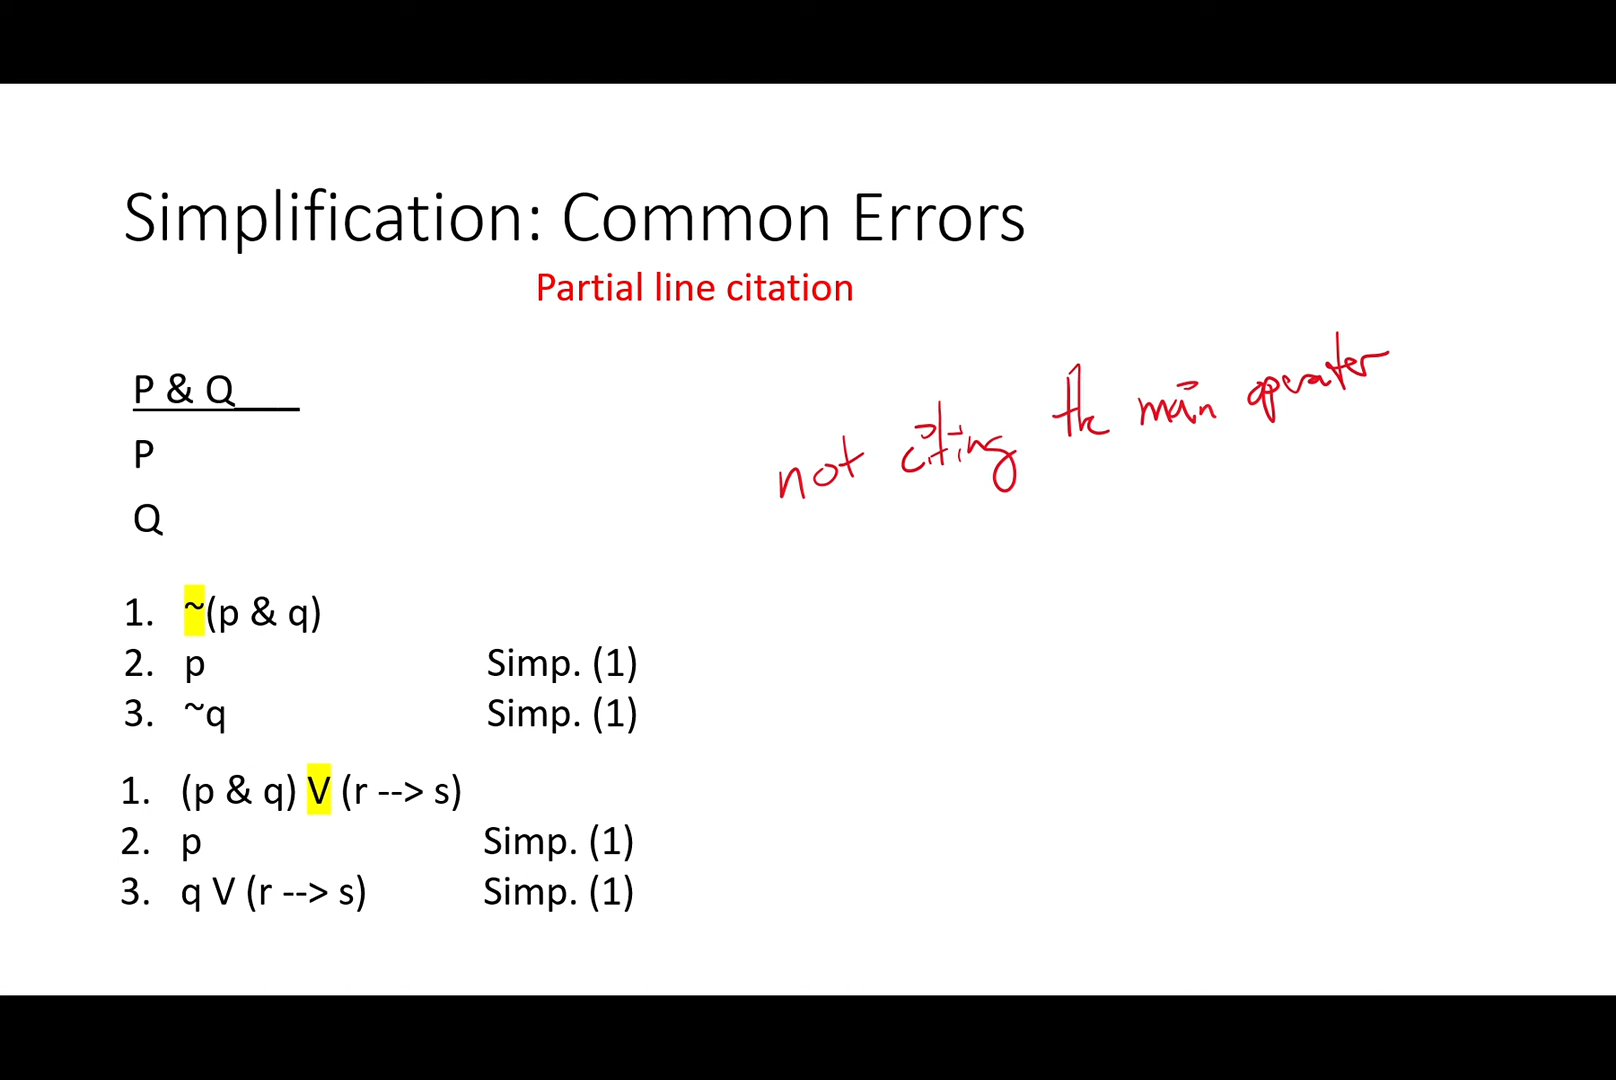 Simplification: Common Errors
Partial line citation
P & Q
P
Q
not citing the main operater
1. ~(p & q)
2. p Simp. (1)
3. ~q Simp. (1)
1. (p & q) V (r --> s)
2. p Simp. (1)
3. q V (r --> s) Simp. (1)